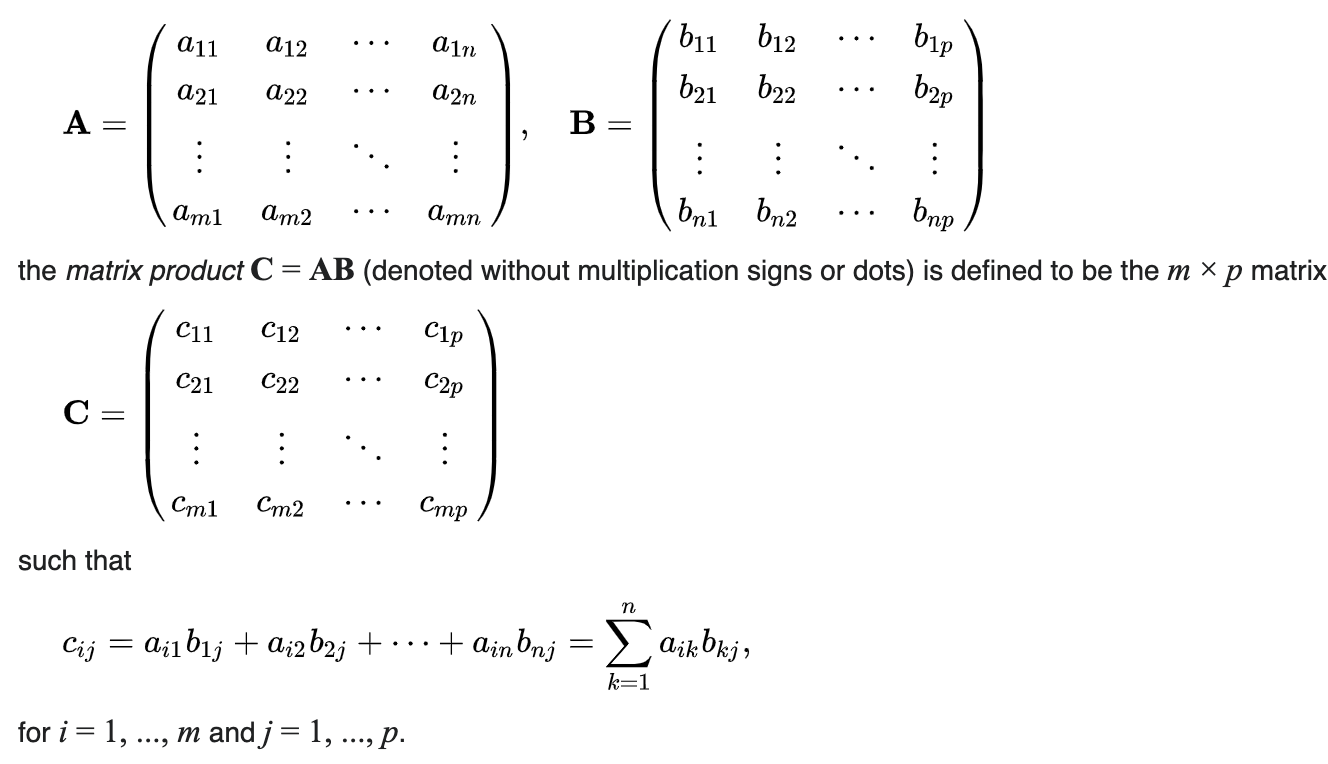 $\mathbf{A} = \begin{pmatrix} a_{11} & a_{12} & \cdots & a_{1n} \\ a_{21} & a_{22} & \cdots & a_{2n} \\ \vdots & \vdots & \ddots & \vdots \\ a_{m1} & a_{m2} & \cdots & a_{mn} \end{pmatrix}, \quad \mathbf{B} = \begin{pmatrix} b_{11} & b_{12} & \cdots & b_{1p} \\ b_{21} & b_{22} & \cdots & b_{2p} \\ \vdots & \vdots & \ddots & \vdots \\ b_{n1} & b_{n2} & \cdots & b_{np} \end{pmatrix}$
the matrix product C = AB (denoted without multiplication signs or dots) is defined to be the m × p matrix
$\mathbf{C} = \begin{pmatrix} c_{11} & c_{12} & \cdots & c_{1p} \\ c_{21} & c_{22} & \cdots & c_{2p} \\ \vdots & \vdots & \ddots & \vdots \\ c_{m1} & c_{m2} & \cdots & c_{mp} \end{pmatrix}$
such that
$c_{ij} = a_{i1}b_{1j} + a_{i2}b_{2j} + \cdots + a_{in}b_{nj} = \sum_{k=1}^{n} a_{ik}b_{kj},$
for i = 1, ..., m and j = 1, ..., p.